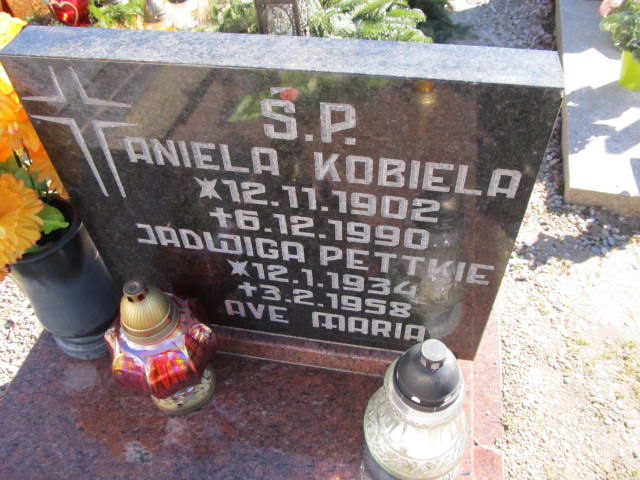 Ś.P.
ANIELA KOBIELA
*12.11.1902
+6.12.1990
JADWIGA PETTKIE
*12.1.1934
+3.2.1958
AVE MARIA